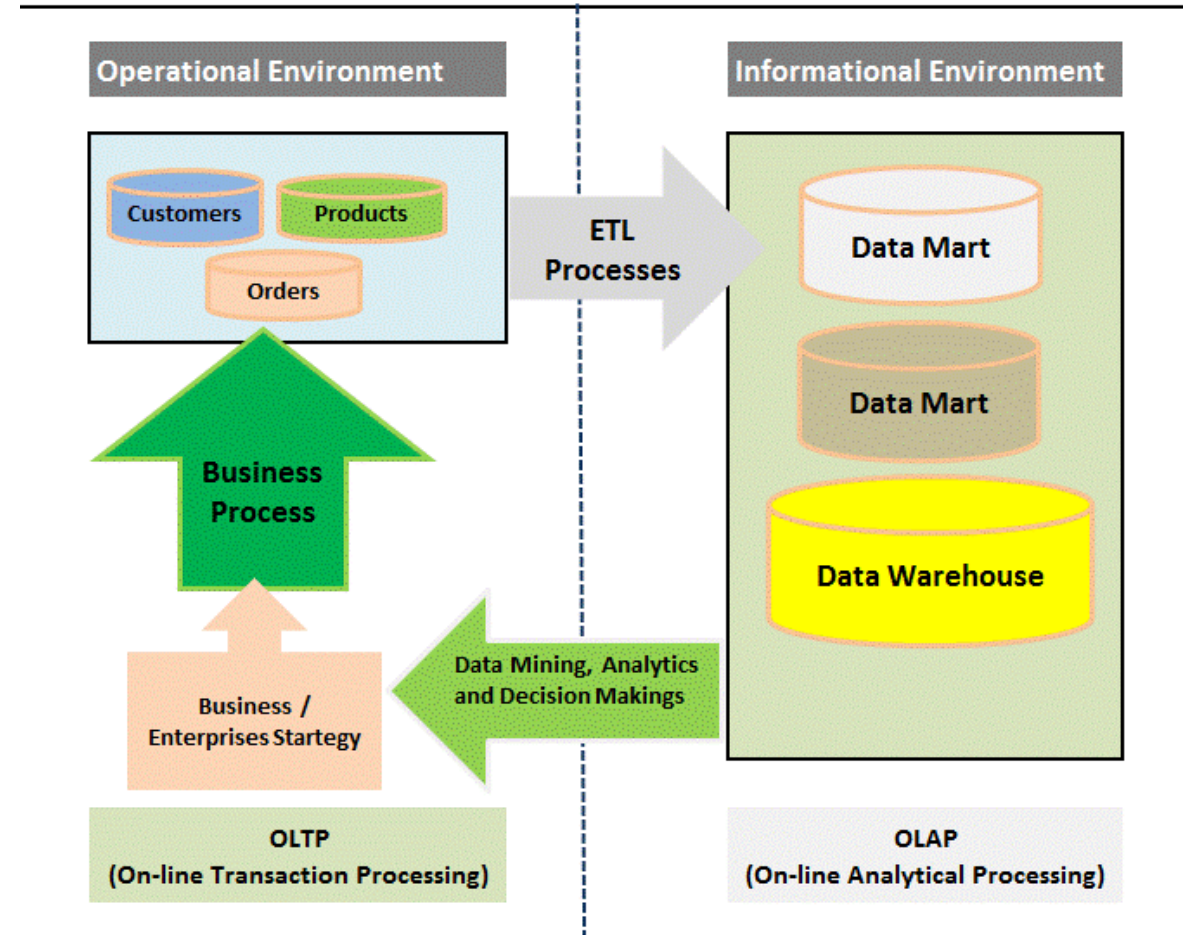 Operational Environment
Informational Environment
Customers
Products
Orders
ETL
Processes
Data Mart
Data Mart
Data Warehouse
Business
Process
Data Mining, Analytics
and Decision Makings
Business /
Enterprises Startegy
OLTP
(On-line Transaction Processing)
OLAP
(On-line Analytical Processing)